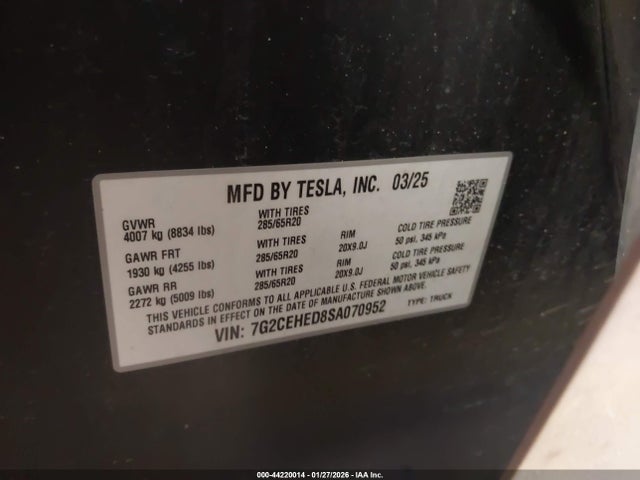 MFD BY TESLA, INC. 03/25
GVWR
4007 kg (8834 lbs)
WITH TIRES
285/65R20
RIM
20X9.0J
COLD TIRE PRESSURE
50 psi, 345 kPa
GAWR FRT
1930 kg (4255 lbs)
WITH TIRES
285/65R20
RIM
20X9.0J
COLD TIRE PRESSURE
50 psi, 345 kPa
GAWR RR
2272 kg (5009 lbs)
WITH TIRES
285/65R20
THIS VEHICLE CONFORMS TO ALL APPLICABLE U.S. FEDERAL MOTOR VEHICLE SAFETY
STANDARDS IN EFFECT ON THE DATE OF MANUFACTURE SHOWN ABOVE.
TYPE: TRUCK
VIN: 7G2CEHED8SA070952
000-44220014 - 01/27/2026 - IAA Inc.